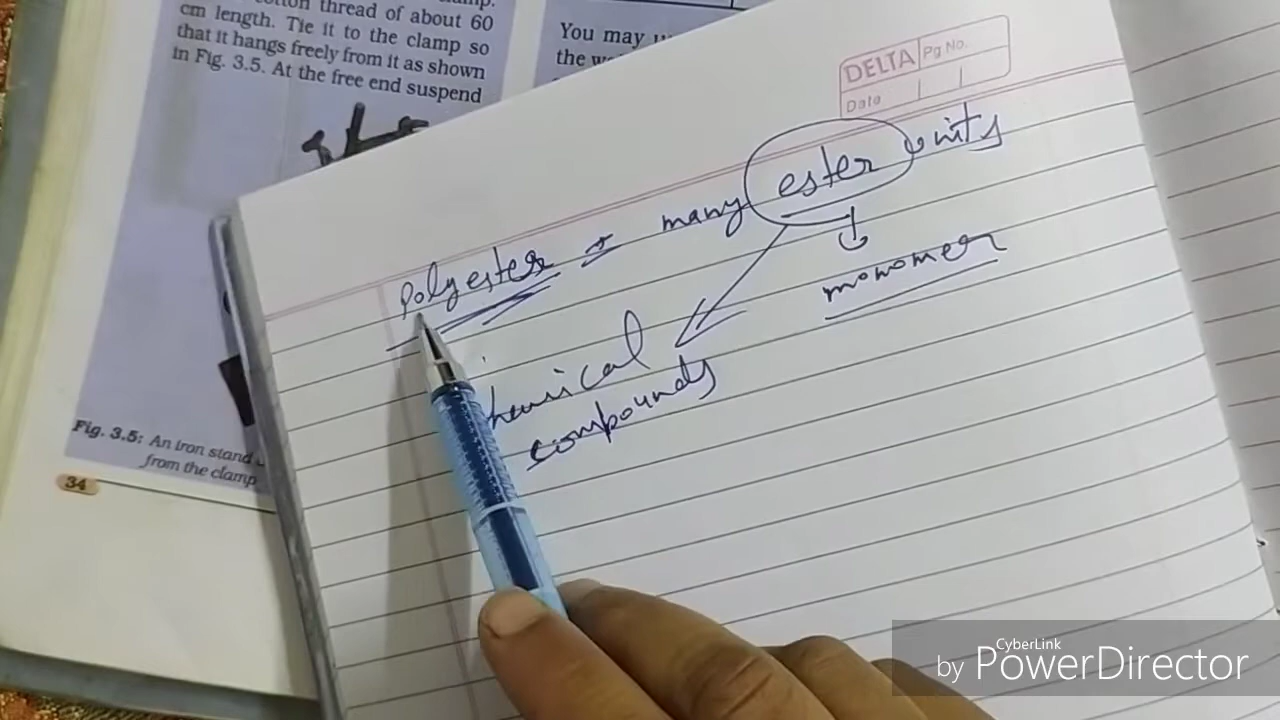 cm length. Tie it to the clamp so
that it hangs freely from it as shown
in Fig. 3.5. At the free end suspend
thread of about 60
You may
the
DELTA Pg No.
Date
polyester = many ester units
monomer
chemical
compounds
Fig. 3.5: An iron stand
from the clamp
34
CyberLink
by PowerDirector